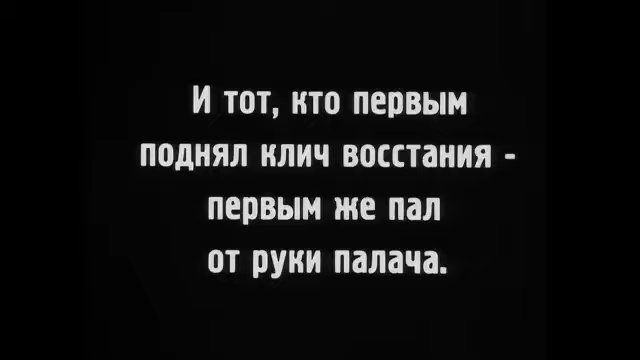 И тот, кто первым
поднял клич восстания -
первым же пал
от руки палача.